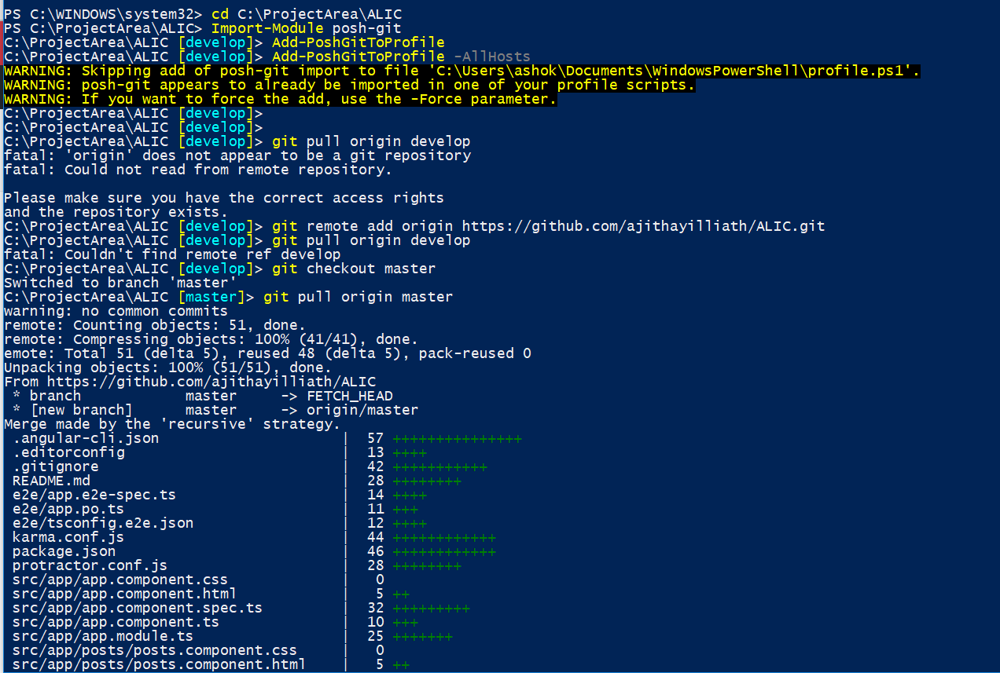 PS C:\WINDOWS\system32> cd C:\ProjectArea\ALIC
PS C:\ProjectArea\ALIC> Import-Module posh-git
C:\ProjectArea\ALIC [develop]> Add-PoshGitToProfile
C:\ProjectArea\ALIC [develop]> Add-PoshGitToProfile -AllHosts
WARNING: Skipping add of posh-git import to file 'C:\Users\ashok\Documents\WindowsPowerShell\profile.ps1'.
WARNING: posh-git appears to already be imported in one of your profile scripts.
WARNING: If you want to force the add, use the -Force parameter.
C:\ProjectArea\ALIC [develop]>
C:\ProjectArea\ALIC [develop]>
C:\ProjectArea\ALIC [develop]> git pull origin develop
fatal: 'origin' does not appear to be a git repository
fatal: Could not read from remote repository.
Please make sure you have the correct access rights
and the repository exists.
C:\ProjectArea\ALIC [develop]> git remote add origin https://github.com/ajithayilliath/ALIC.git
C:\ProjectArea\ALIC [develop]> git pull origin develop
fatal: Couldn't find remote ref develop
C:\ProjectArea\ALIC [develop]> git checkout master
Switched to branch 'master'
C:\ProjectArea\ALIC [master]> git pull origin master
warning: no common commits
remote: Counting objects: 51, done.
remote: Compressing objects: 100% (41/41), done.
emote: Total 51 (delta 5), reused 48 (delta 5), pack-reused 0
Unpacking objects: 100% (51/51), done.
From https://github.com/ajithayilliath/ALIC
 * branch            master     -> FETCH_HEAD
 * [new branch]      master     -> origin/master
Merge made by the 'recursive' strategy.
 .angular-cli.json                     |  57 +++++++++++++++
 .editorconfig                         |  13 ++++
 .gitignore                            |  42 +++++++++++
 README.md                             |  28 ++++++++
 e2e/app.e2e-spec.ts                   |  14 ++++
 e2e/app.po.ts                         |  11 +++
 e2e/tsconfig.e2e.json                 |  12 ++++
 karma.conf.js                         |  44 ++++++++++++
 package.json                          |  46 ++++++++++++
 protractor.conf.js                    |  28 ++++++++
 src/app/app.component.css             |   0
 src/app/app.component.html            |   5 ++
 src/app/app.component.spec.ts         |  32 +++++++++
 src/app/app.component.ts              |  10 +++
 src/app/app.module.ts                 |  25 +++++++
 src/app/posts/posts.component.css     |   0
 src/app/posts/posts.component.html    |   5 ++